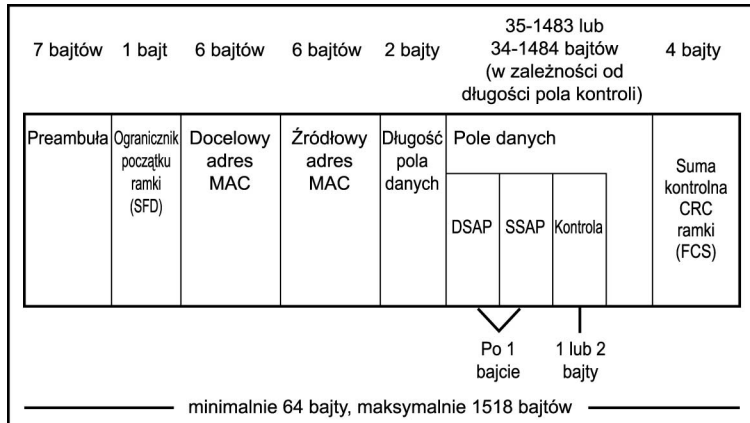 35-1483 lub
34-1484 bajtów
(w zależności od
długości pola kontroli)
7 bajtów 1 bajt 6 bajtów 6 bajtów 2 bajty 4 bajty
Preambuła
Ogranicznik
początku
ramki
(SFD)
Docelowy
adres
MAC
Źródłowy
adres
MAC
Długość
pola
danych
Pole danych
DSAP
SSAP
Kontrola
Suma
kontrolna
CRC
ramki
(FCS)
Po 1
bajcie
1 lub 2
bajty
minimalnie 64 bajty, maksymalnie 1518 bajtów